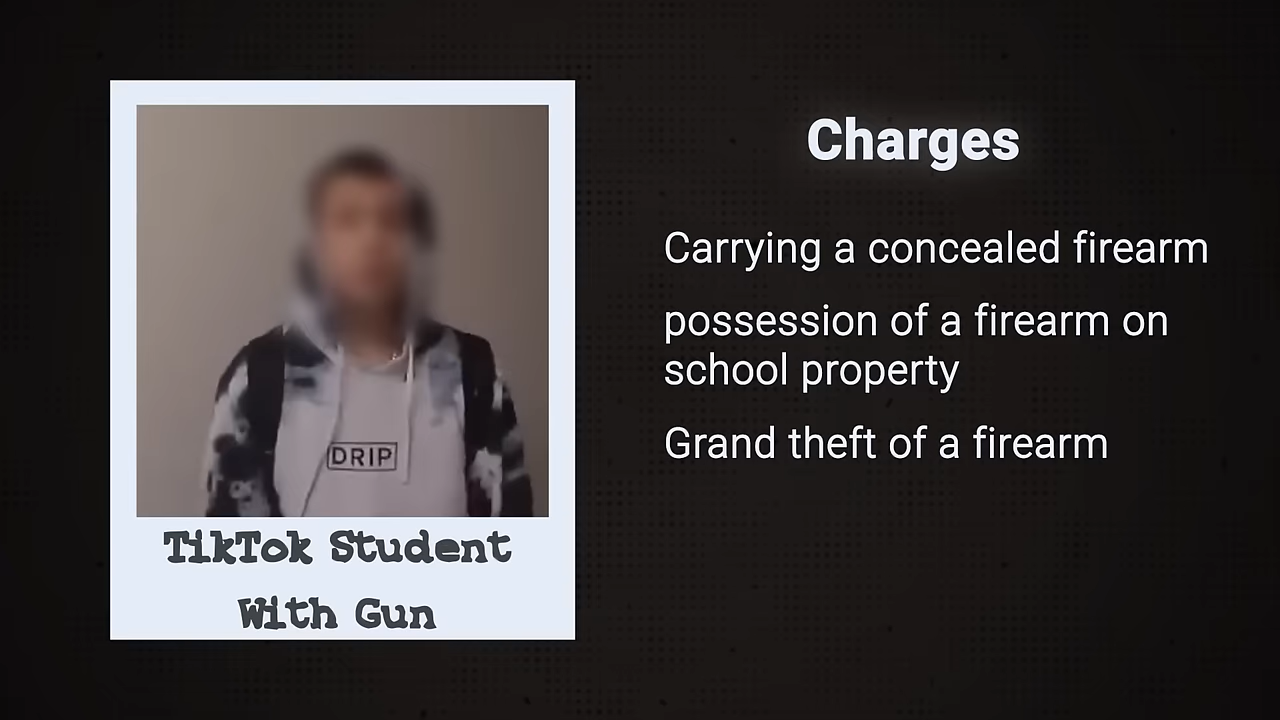 Charges
Carrying a concealed firearm
possession of a firearm on
school property
Grand theft of a firearm
DRIP
TikTok Student
With Gun